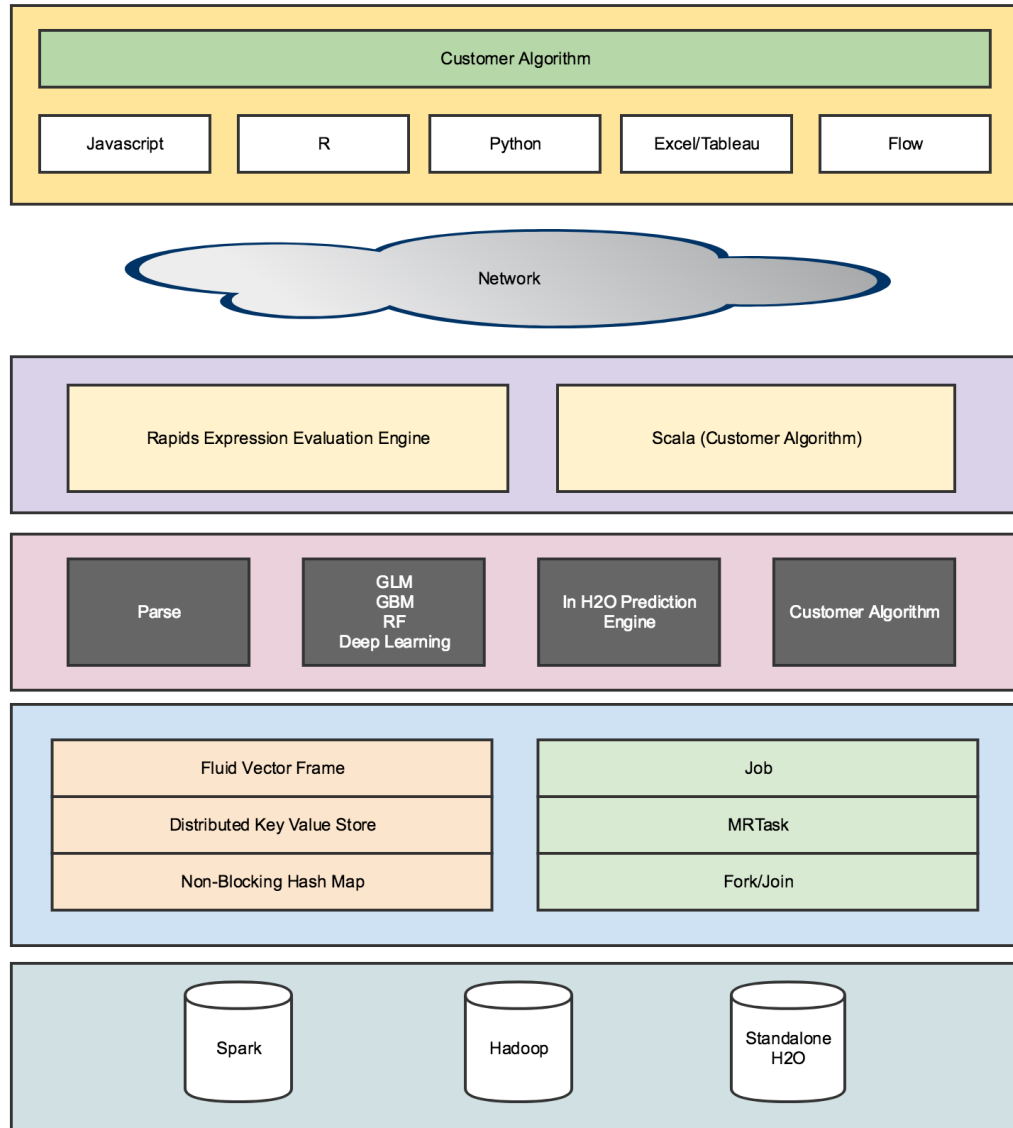 Customer Algorithm
Javascript
R
Python
Excel/Tableau
Flow
Network
Rapids Expression Evaluation Engine
Scala (Customer Algorithm)
Parse
GLM
GBM
RF
Deep Learning
In H2O Prediction
Engine
Customer Algorithm
Fluid Vector Frame
Distributed Key Value Store
Non-Blocking Hash Map
Job
MRTask
Fork/Join
Spark
Hadoop
Standalone
H2O